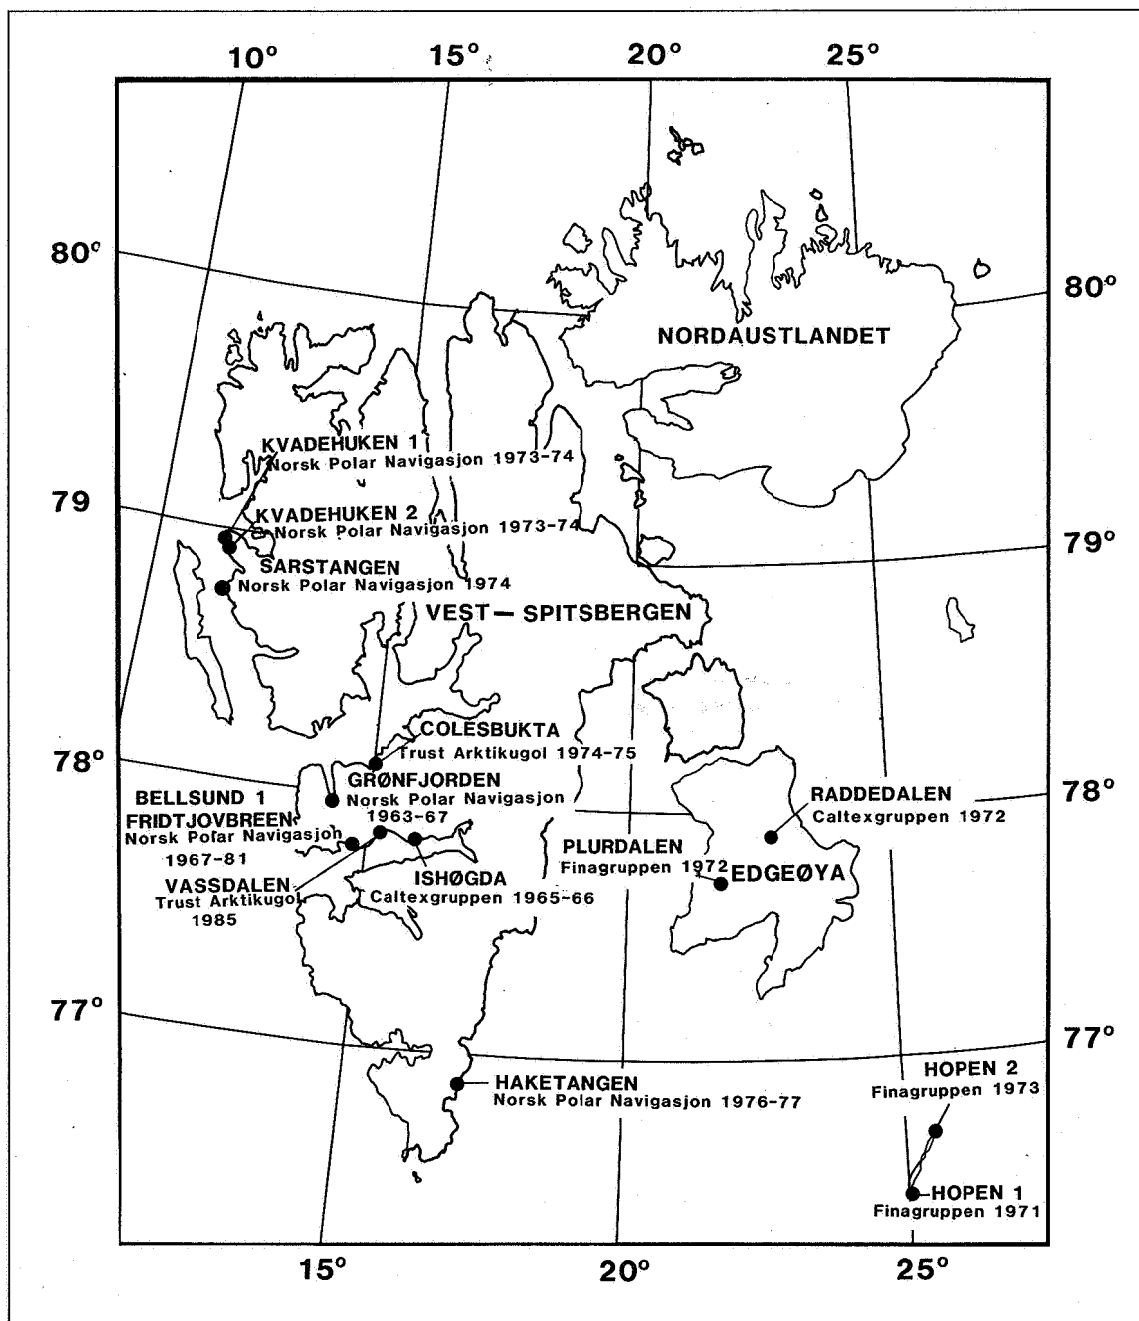 10° 15° 20° 25°
80°
80°
NORDAUSTLANDET
KVADEHUKEN 1
Norsk Polar Navigasjon 1973-74
79
KVADEHUKEN 2
Norsk Polar Navigasjon 1973-74
79°
SARSTANGEN
Norsk Polar Navigasjon 1974
VEST — SPITSBERGEN
COLESBUKTA
Trust Arktikugol 1974-75
78°
GRØNFJORDEN
Norsk Polar Navigasjon
1963-67
78°
RADDEDALEN
Caltexgruppen 1972
BELLSUND 1
FRIDTJOVBREEN
Norsk Polar Navigasjon
1967-81
PLURDALEN
Finagruppen 1972
EDGEØYA
VASSDALEN
Trust Arktikugol
1985
ISHØGDA
Caltexgruppen 1965-66
77°
77°
HOPEN 2
Finagruppen 1973
HAKETANGEN
Norsk Polar Navigasjon 1976-77
HOPEN 1
Finagruppen 1971
15° 20° 25°